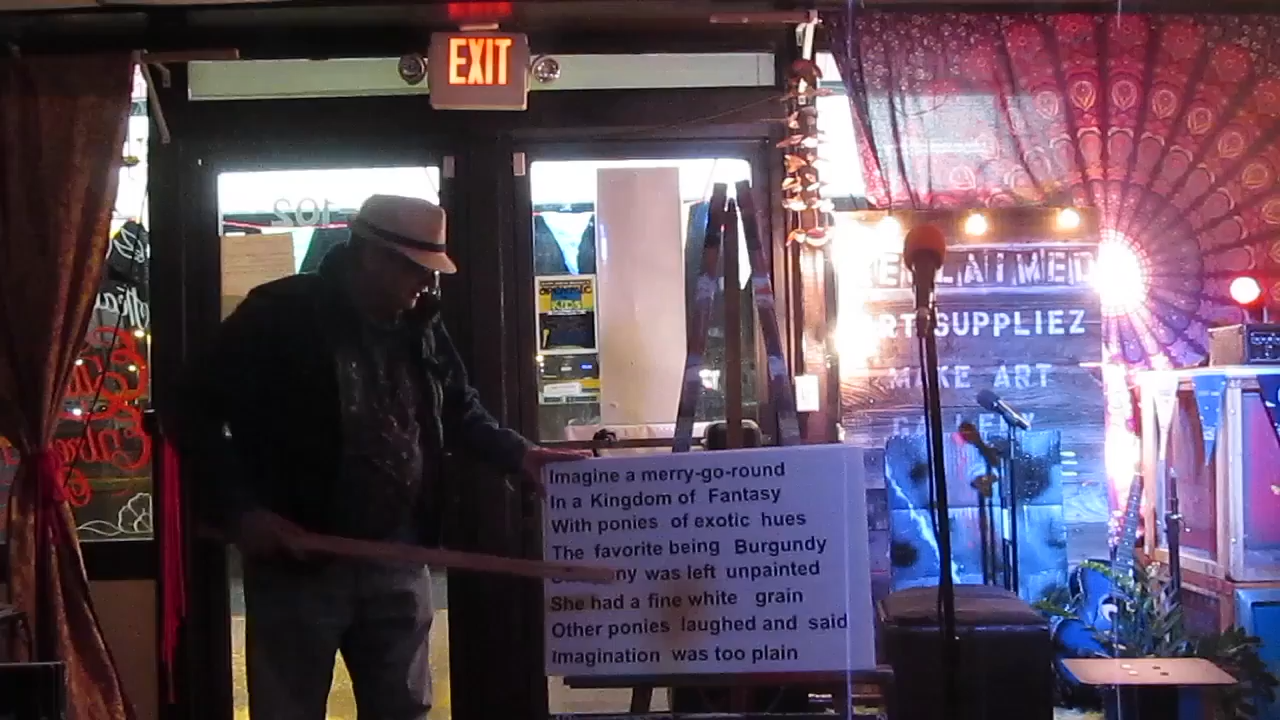 EXIT
102
KIDS
RECLAIMED
ART SUPPLIEZ
MAKE ART
GALLERY
Imagine a merry-go-round
In a Kingdom of Fantasy
With ponies of exotic hues
The favorite being Burgundy
was left unpainted
She had a fine white grain
Other ponies laughed and said
Imagination was too plain